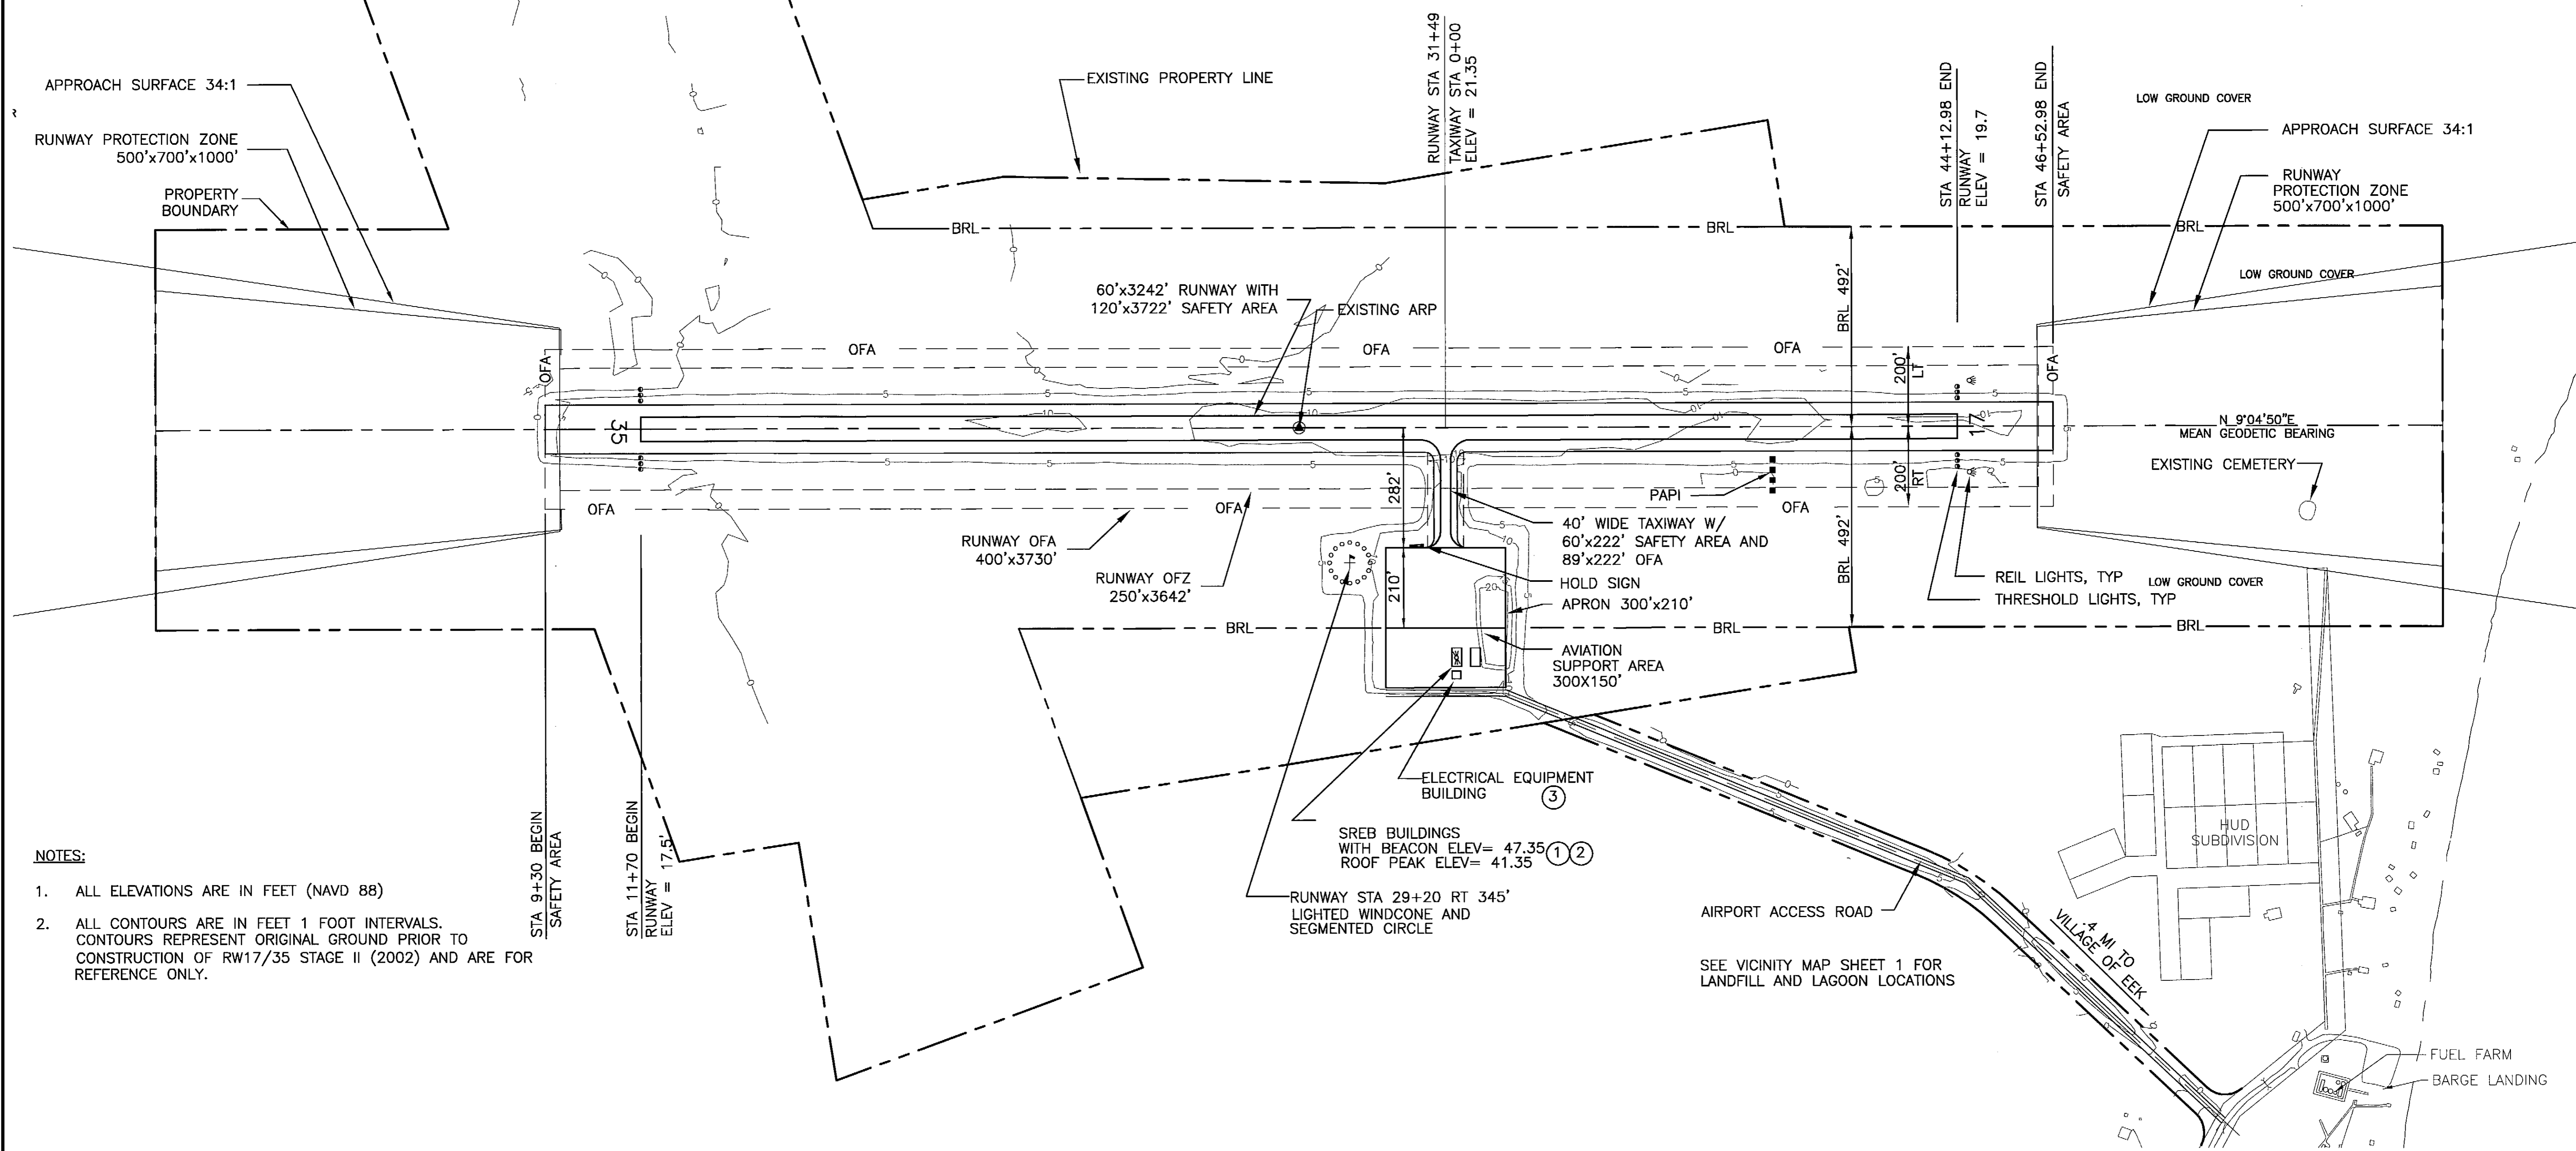 APPROACH SURFACE 34:1
RUNWAY PROTECTION ZONE
500'x700'x1000'
PROPERTY
BOUNDARY
EXISTING PROPERTY LINE
RUNWAY STA 31+49
TAXIWAY STA 0+00
ELEV = 21.35
STA 44+12.98 END
RUNWAY
ELEV = 19.7
STA 46+52.98 END
SAFETY AREA
LOW GROUND COVER
APPROACH SURFACE 34:1
RUNWAY
PROTECTION ZONE
500'x700'x1000'
BRL
BRL
BRL
LOW GROUND COVER
60'x3242' RUNWAY WITH
120'x3722' SAFETY AREA
EXISTING ARP
BRL 492'
OFA
OFA
OFA
OFA
OFA
200'
LT
35
17
N 9°04'50"E
MEAN GEODETIC BEARING
EXISTING CEMETERY
200'
RT
282'
210'
PAPI
OFA
OFA
OFA
RUNWAY OFA
400'x3730'
RUNWAY OFZ
250'x3642'
40' WIDE TAXIWAY W/
60'x222' SAFETY AREA AND
89'x222' OFA
HOLD SIGN
APRON 300'x210'
BRL 492'
REIL LIGHTS, TYP
LOW GROUND COVER
THRESHOLD LIGHTS, TYP
BRL
BRL
BRL
AVIATION
SUPPORT AREA
300X150'
ELECTRICAL EQUIPMENT
BUILDING 3
SREB BUILDINGS
WITH BEACON ELEV= 47.35 1 2
ROOF PEAK ELEV= 41.35
RUNWAY STA 29+20 RT 345'
LIGHTED WINDCONE AND
SEGMENTED CIRCLE
STA 9+30 BEGIN
SAFETY AREA
STA 11+70 BEGIN
RUNWAY
ELEV = 17.5'
HUD
SUBDIVISION
AIRPORT ACCESS ROAD
.4 MI TO
VILLAGE OF EEK
SEE VICINITY MAP SHEET 1 FOR
LANDFILL AND LAGOON LOCATIONS
FUEL FARM
BARGE LANDING
NOTES:
1. ALL ELEVATIONS ARE IN FEET (NAVD 88)
2. ALL CONTOURS ARE IN FEET 1 FOOT INTERVALS.
CONTOURS REPRESENT ORIGINAL GROUND PRIOR TO
CONSTRUCTION OF RW17/35 STAGE II (2002) AND ARE FOR
REFERENCE ONLY.